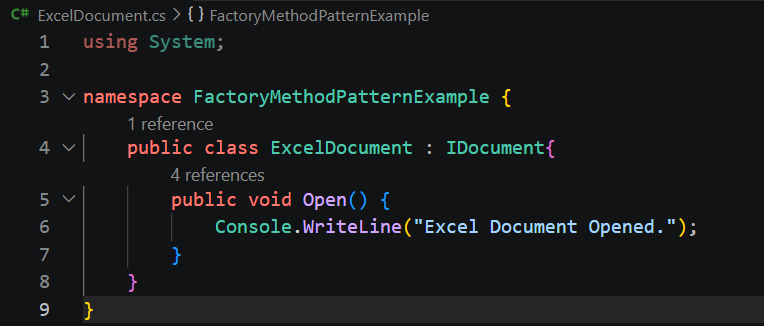 C# ExcelDocument.cs > {} FactoryMethodPatternExample
1 using System;
2
3 namespace FactoryMethodPatternExample {
1 reference
4 public class ExcelDocument : IDocument{
4 references
5 public void Open() {
6 Console.WriteLine("Excel Document Opened.");
7 }
8 }
9 }